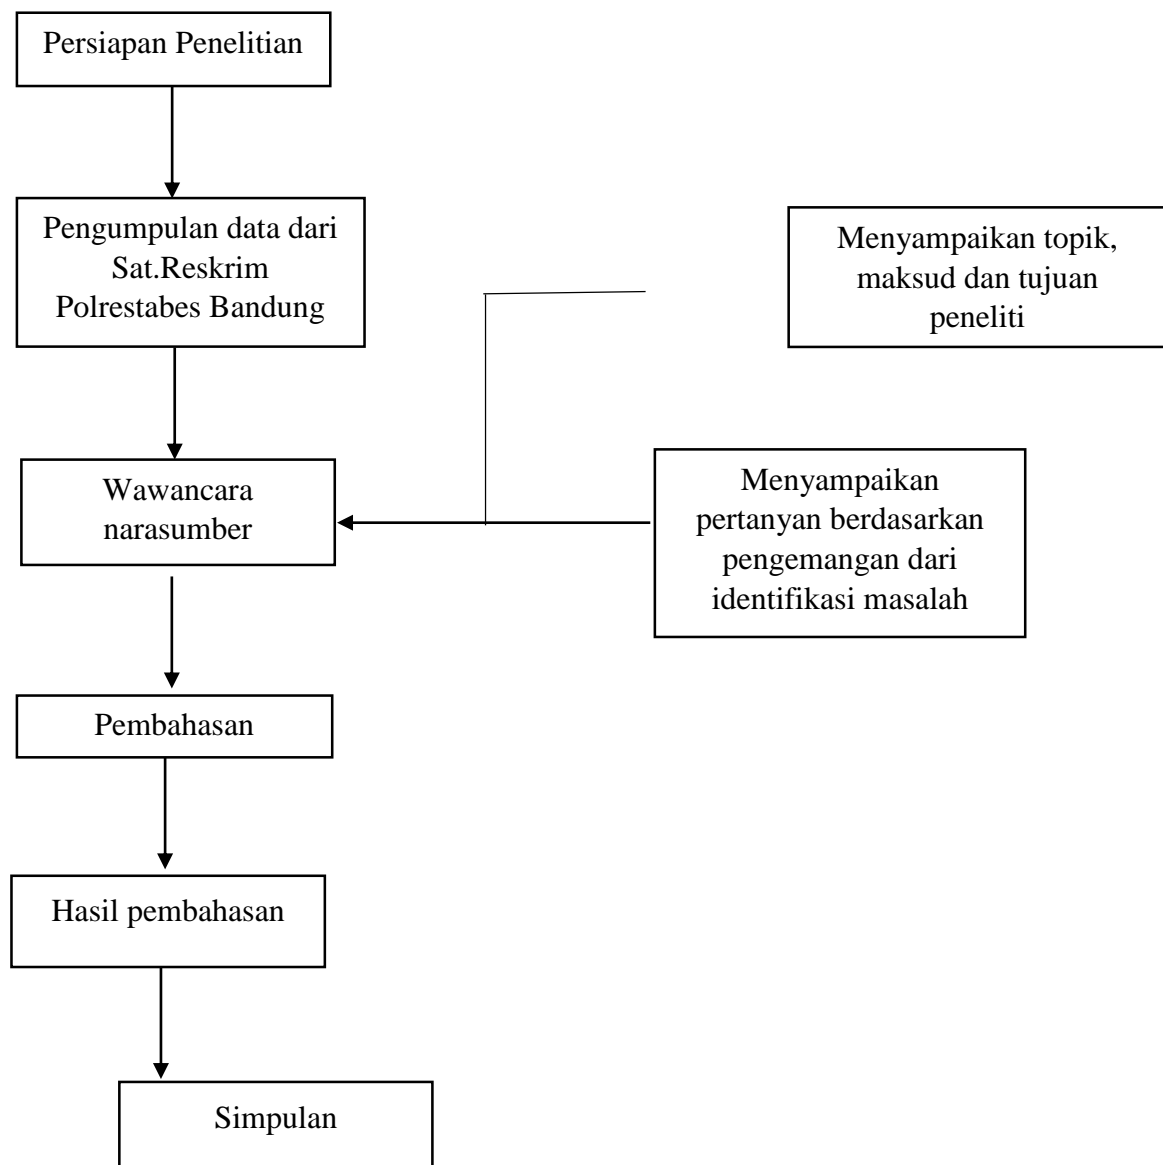 Persiapan Penelitian
Pengumpulan data dari
Sat.Reskrim
Polrestabes Bandung
Menyampaikan topik,
maksud dan tujuan
peneliti
Wawancara
narasumber
Menyampaikan
pertanyan berdasarkan
pengemangan dari
identifikasi masalah
Pembahasan
Hasil pembahasan
Simpulan